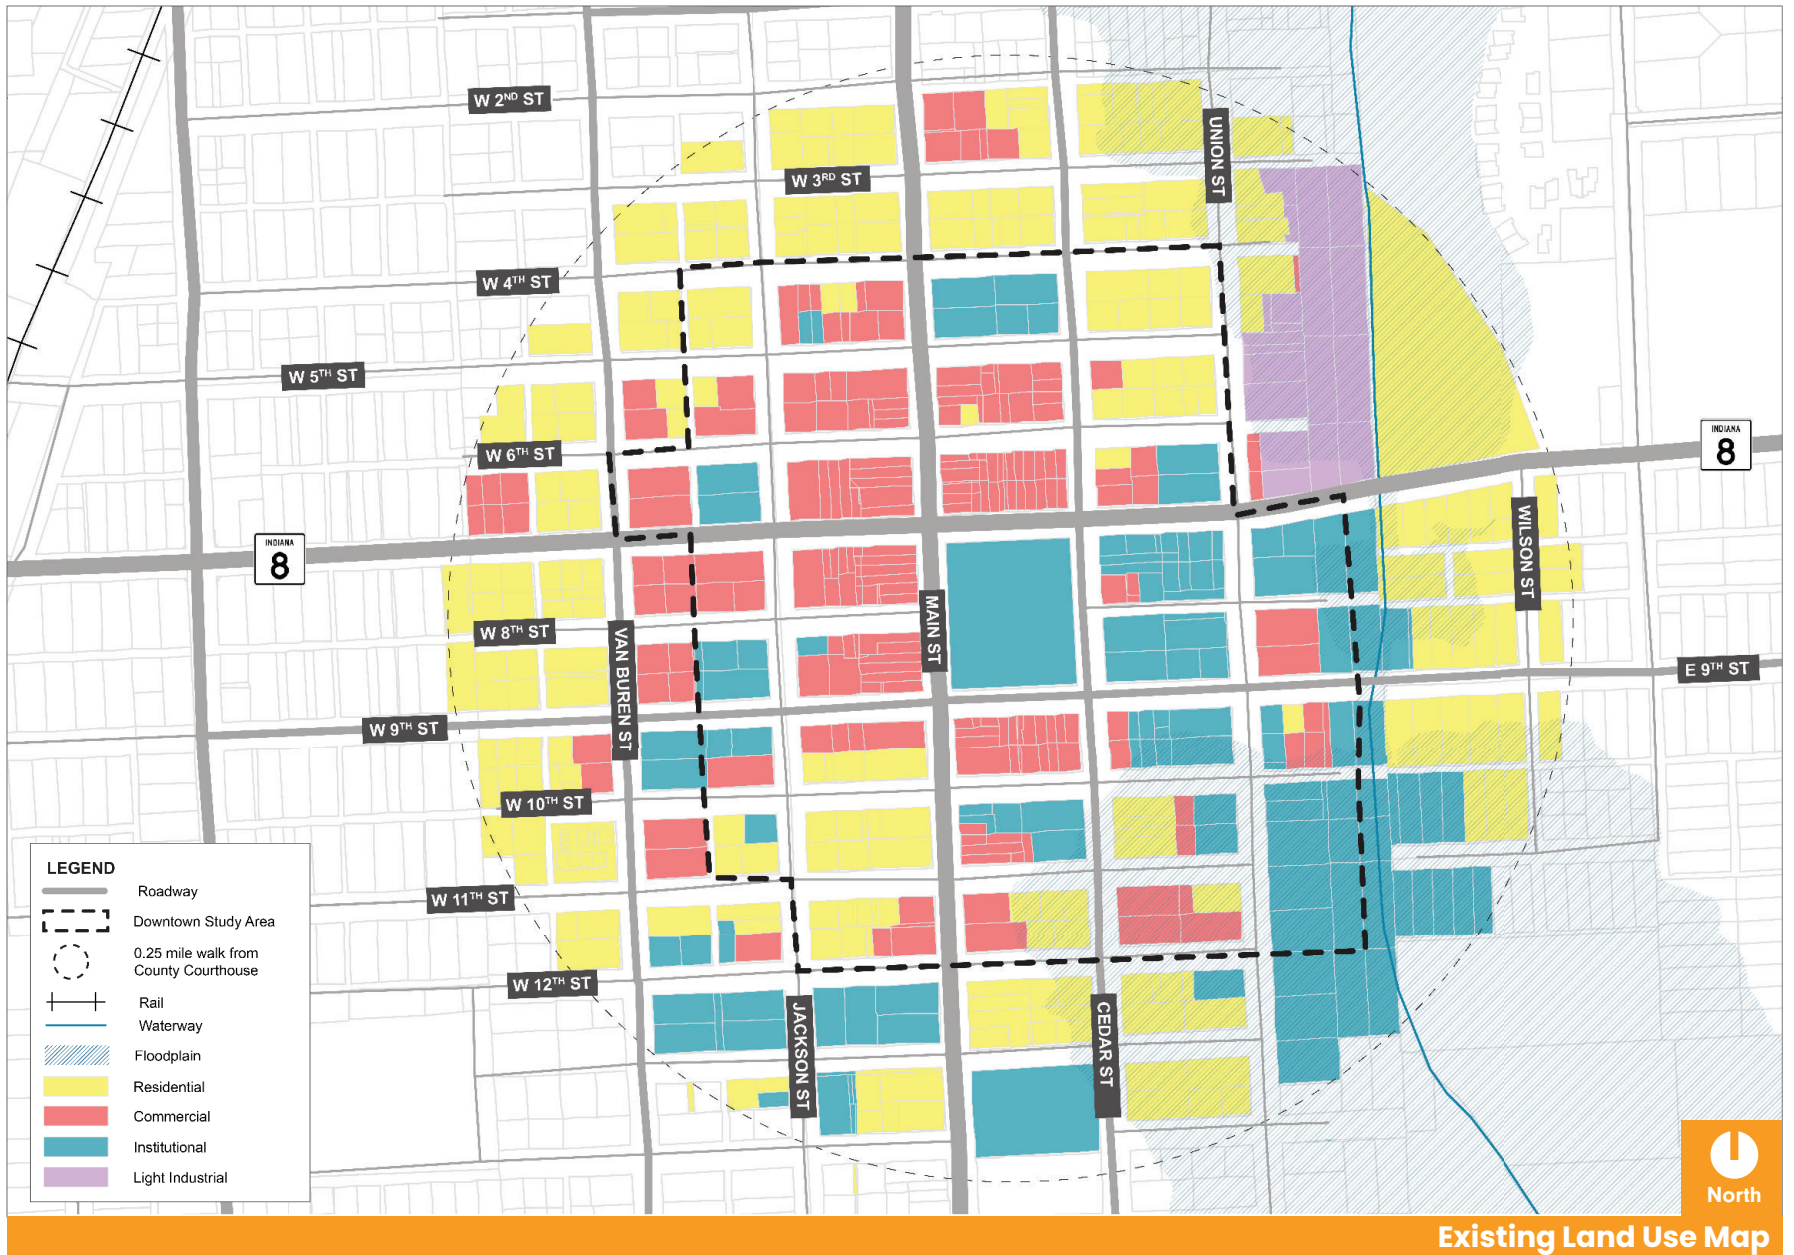 W 2ND ST
UNION ST
W 3RD ST
W 4TH ST
W 5TH ST
INDIANA
8
W 6TH ST
WILSON ST
INDIANA
8
MAIN ST
W 8TH ST
VAN BUREN ST
E 9TH ST
W 9TH ST
W 10TH ST
W 11TH ST
W 12TH ST
JACKSON ST
CEDAR ST
LEGEND
Roadway
Downtown Study Area
0.25 mile walk from
County Courthouse
Rail
Waterway
Floodplain
Residential
Commercial
Institutional
Light Industrial
North
Existing Land Use Map